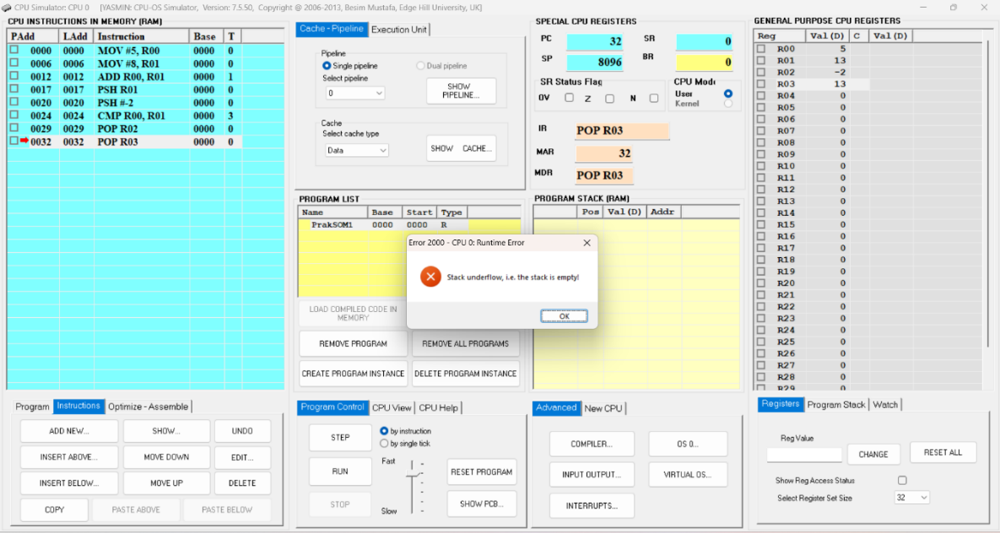 CPU Simulator: CPU 0 [YASMIN: CPU-OS Simulator, Version: 7.5.50, Copyright @ 2006-2013, Besim Mustafa, Edge Hill University, UK]
CPU INSTRUCTIONS IN MEMORY (RAM)
PAdd LAdd Instruction Base T
0000 0000 MOV #5, R00 0000 0
0006 0006 MOV #8, R01 0000 0
0012 0012 ADD R00, R01 0000 1
0017 0017 PSH R01 0000 0
0020 0020 PSH #-2 0000 0
0024 0024 CMP R00, R01 0000 3
0029 0029 POP R02 0000 0
0032 0032 POP R03 0000 0
Program Instructions Optimize - Assemble
ADD NEW... SHOW... UNDO
INSERT ABOVE... MOVE DOWN EDIT...
INSERT BELOW... MOVE UP DELETE
COPY PASTE ABOVE PASTE BELOW
Cache - Pipeline Execution Unit
Pipeline
Single pipeline Dual pipeline
Select pipeline
0
SHOW
PIPELINE...
Cache
Select cache type
Data
SHOW CACHE...
PROGRAM LIST
Name Base Start Type
PrakSOM1 0000 0000 R
LOAD COMPILED CODE IN
MEMORY
REMOVE PROGRAM REMOVE ALL PROGRAMS
CREATE PROGRAM INSTANCE DELETE PROGRAM INSTANCE
Error 2000 - CPU 0: Runtime Error
Stack underflow, i.e. the stack is empty!
OK
Program Control CPU View CPU Help
STEP
by instruction
by single tick
RUN
Fast
RESET PROGRAM
STOP
Slow
SHOW PCB...
SPECIAL CPU REGISTERS
PC 32 SR 0
SP 8096 BR 0
SR Status Flag
OV Z N
CPU Mode
User
Kernel
IR POP R03
MAR 32
MDR POP R03
PROGRAM STACK (RAM)
Pos Val (D) Addr
Advanced New CPU
COMPILER... OS 0...
INPUT OUTPUT... VIRTUAL OS...
INTERRUPTS...
GENERAL PURPOSE CPU REGISTERS
Reg Val (D) C Val (D)
R00 5
R01 13
R02 -2
R03 13
R04 0
R05 0
R06 0
R07 0
R08 0
R09 0
R10 0
R11 0
R12 0
R13 0
R14 0
R15 0
R16 0
R17 0
R18 0
R19 0
R20 0
R21 0
R22 0
R23 0
R24 0
R25 0
R26 0
R27 0
R28 0
R29 0
Registers Program Stack Watch
Reg Value
CHANGE RESET ALL
Show Reg Access Status
Select Register Set Size 32